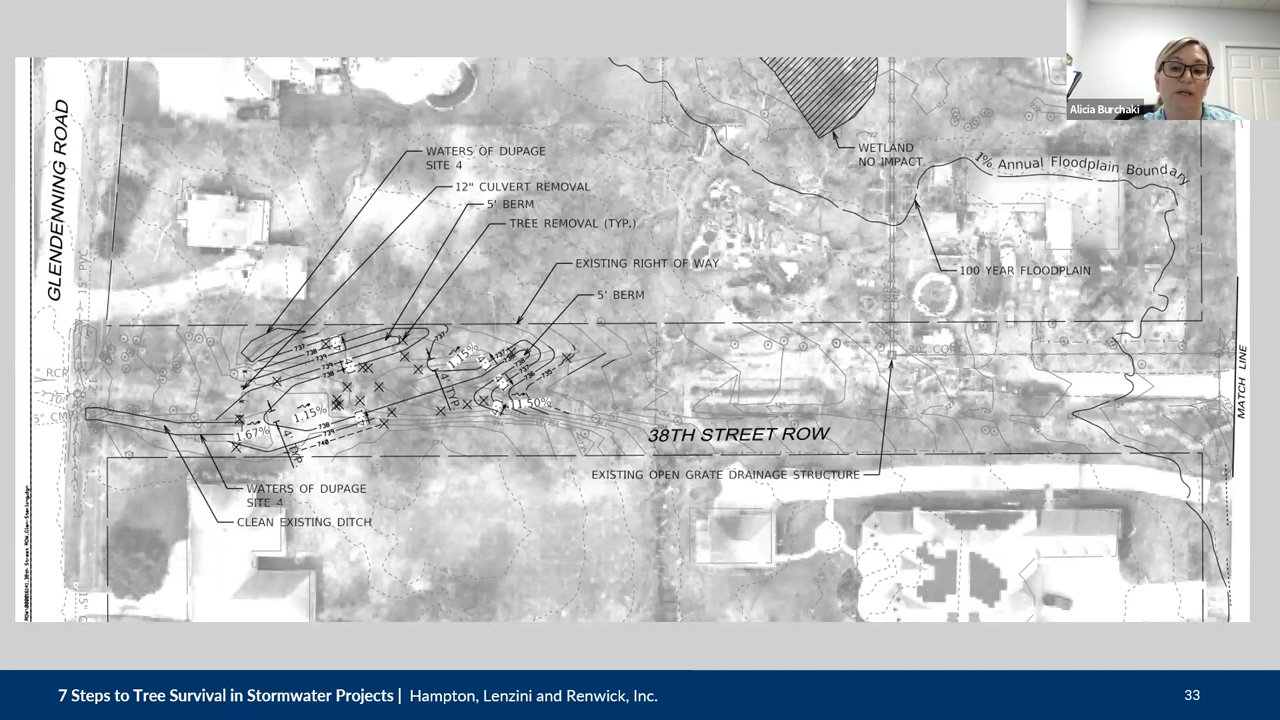 Alicia Burchaki
GLENDENNING ROAD
WATERS OF DUPAGE
SITE 4
12" CULVERT REMOVAL
5' BERM
TREE REMOVAL (TYP.)
EXISTING RIGHT OF WAY
5' BERM
WETLAND
NO IMPACT
1% Annual Floodplain Boundary
100 YEAR FLOODPLAIN
MATCH LINE
1.15%
11.50%
1.15%
1.67%
38TH STREET ROW
EXISTING OPEN GRATE DRAINAGE STRUCTURE
WATERS OF DUPAGE
SITE 4
CLEAN EXISTING DITCH
7 Steps to Tree Survival in Stormwater Projects | Hampton, Lenzini and Renwick, Inc.
33